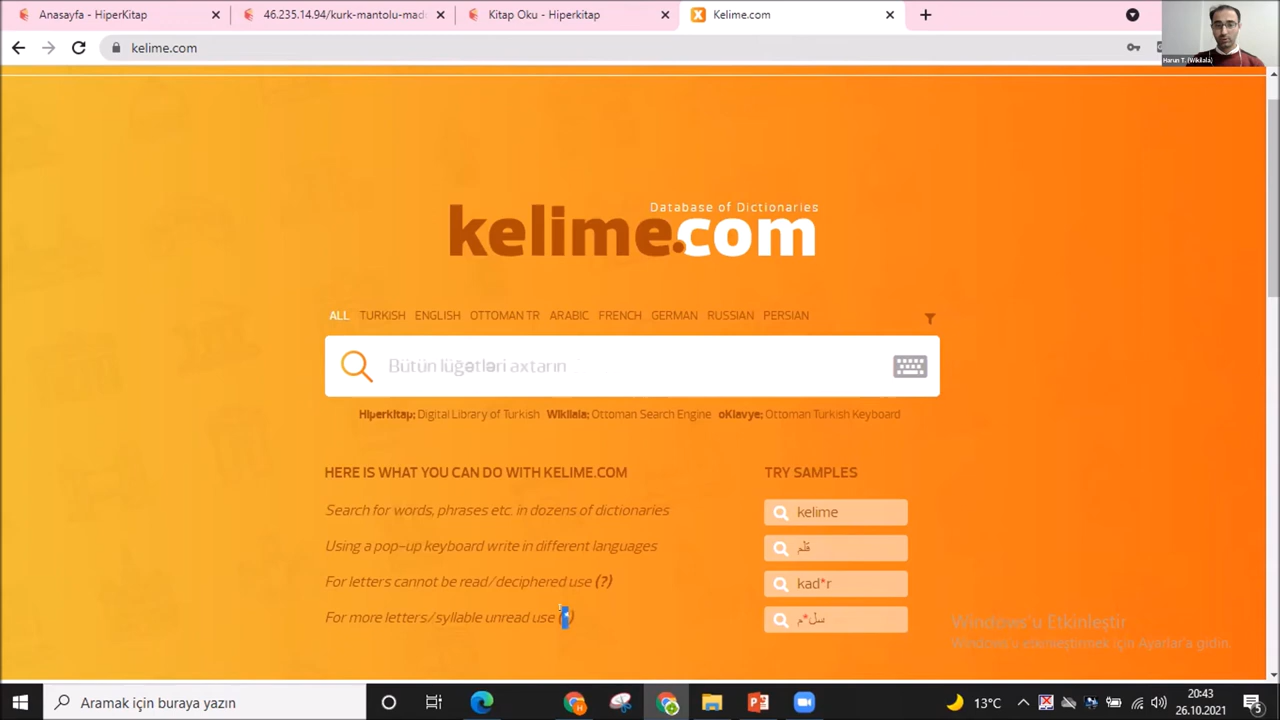 Anasayfa - HiperKitap
46.235.14.94/kurk-mantolu-mad
Kitap Oku - Hiperkitap
Kelime.com
kelime.com
Harun T. (Wikilala)
Database of Dictionaries
kelime.com
ALL TURKISH ENGLISH OTTOMAN TR ARABIC FRENCH GERMAN RUSSIAN PERSIAN
Bütün lüğətləri axtarın
Hiperkitap; Digital Library of Turkish Wikilala; Ottoman Search Engine oKlavye; Ottoman Turkish Keyboard
HERE IS WHAT YOU CAN DO WITH KELIME.COM
TRY SAMPLES
Search for words, phrases etc. in dozens of dictionaries
kelime
Using a pop-up keyboard write in different languages
قلم
For letters cannot be read/deciphered use (?)
kad*r
For more letters/syllable unread use (*)
سل*م
Windows'u Etkinleştir
Windows'u etkinleştirmek için Ayarlar'a gidin.
Aramak için buraya yazın
13°C
20:43
26.10.2021
5